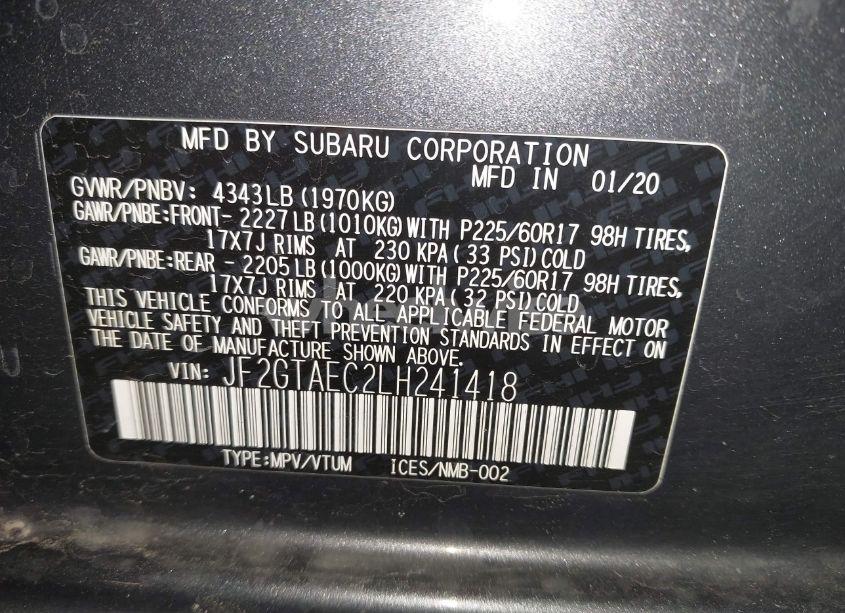 MFD BY SUBARU CORPORATION
MFD IN 01/20
GVWR/PNBV: 4343LB (1970KG)
GAWR/PNBE:FRONT- 2227LB (1010KG) WITH P225/60R17 98H TIRES,
17X7J RIMS AT 230 KPA (33 PSI) COLD
GAWR/PNBE:REAR - 2205LB (1000KG) WITH P225/60R17 98H TIRES,
17X7J RIMS AT 220 KPA (32 PSI) COLD
THIS VEHICLE CONFORMS TO ALL APPLICABLE FEDERAL MOTOR
VEHICLE SAFETY AND THEFT PREVENTION STANDARDS IN EFFECT ON
THE DATE OF MANUFACTURE SHOWN ABOVE.
VIN: JF2GTAEC2LH241418
TYPE:MPV/VTUM ICES/NMB-002